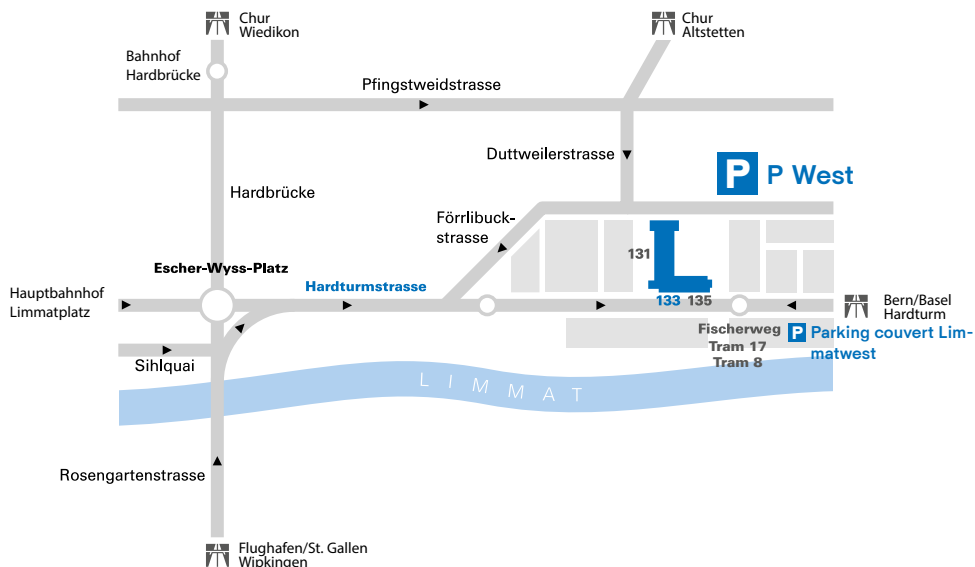 Chur
Wiedikon
Chur
Altstetten
Bahnhof
Hardbrücke
Pfingstweidstrasse
Duttweilerstrasse
P
P West
Hardbrücke
Förrlibuck-
strasse
131
Escher-Wyss-Platz
Hauptbahnhof
Limmatplatz
Hardturmstrasse
133
135
Bern/Basel
Hardturm
Fischerweg
Tram 17
Tram 8
P
Parking couvert Lim-
matwest
Sihlquai
LIMMAT
Rosengartenstrasse
Flughafen/St. Gallen
Wipkingen